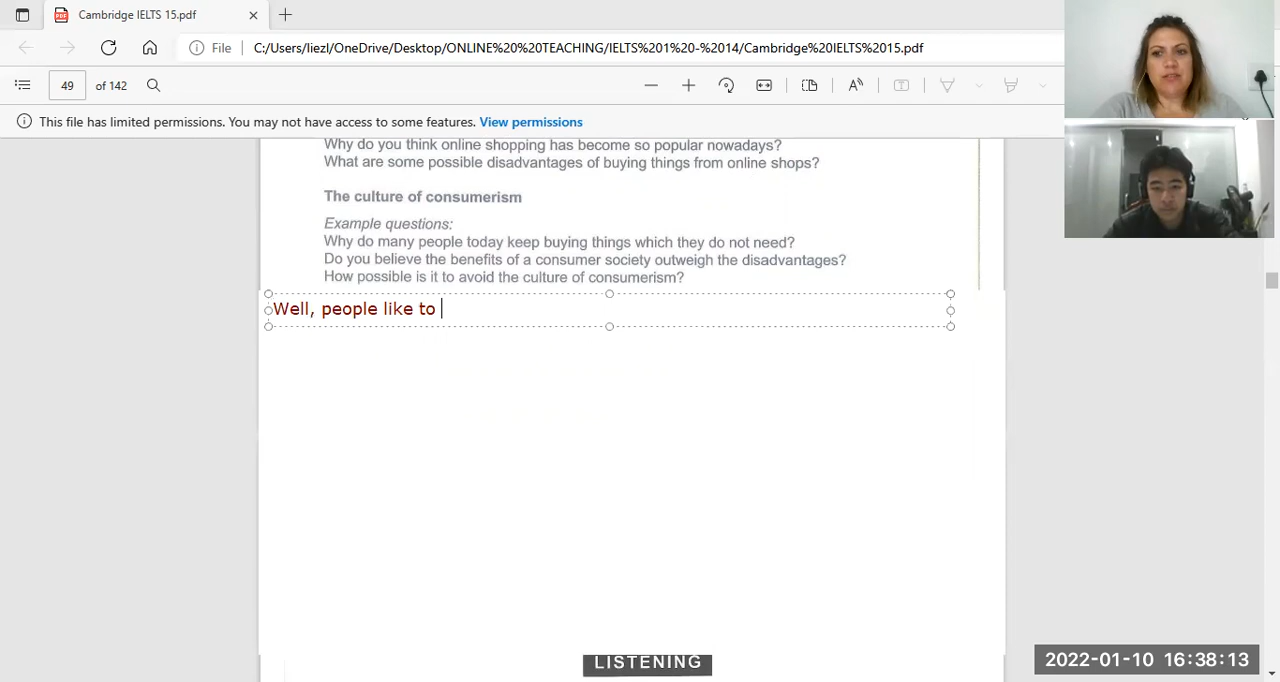 Cambridge IELTS 15.pdf
File C:/Users/liezl/OneDrive/Desktop/ONLINE%20%20TEACHING/IELTS%201%20-%2014/Cambridge%20IELTS%2015.pdf
49 of 142
This file has limited permissions. You may not have access to some features. View permissions
Why do you think online shopping has become so popular nowadays?
What are some possible disadvantages of buying things from online shops?
The culture of consumerism
Example questions:
Why do many people today keep buying things which they do not need?
Do you believe the benefits of a consumer society outweigh the disadvantages?
How possible is it to avoid the culture of consumerism?
Well, people like to
LISTENING
2022-01-10 16:38:13